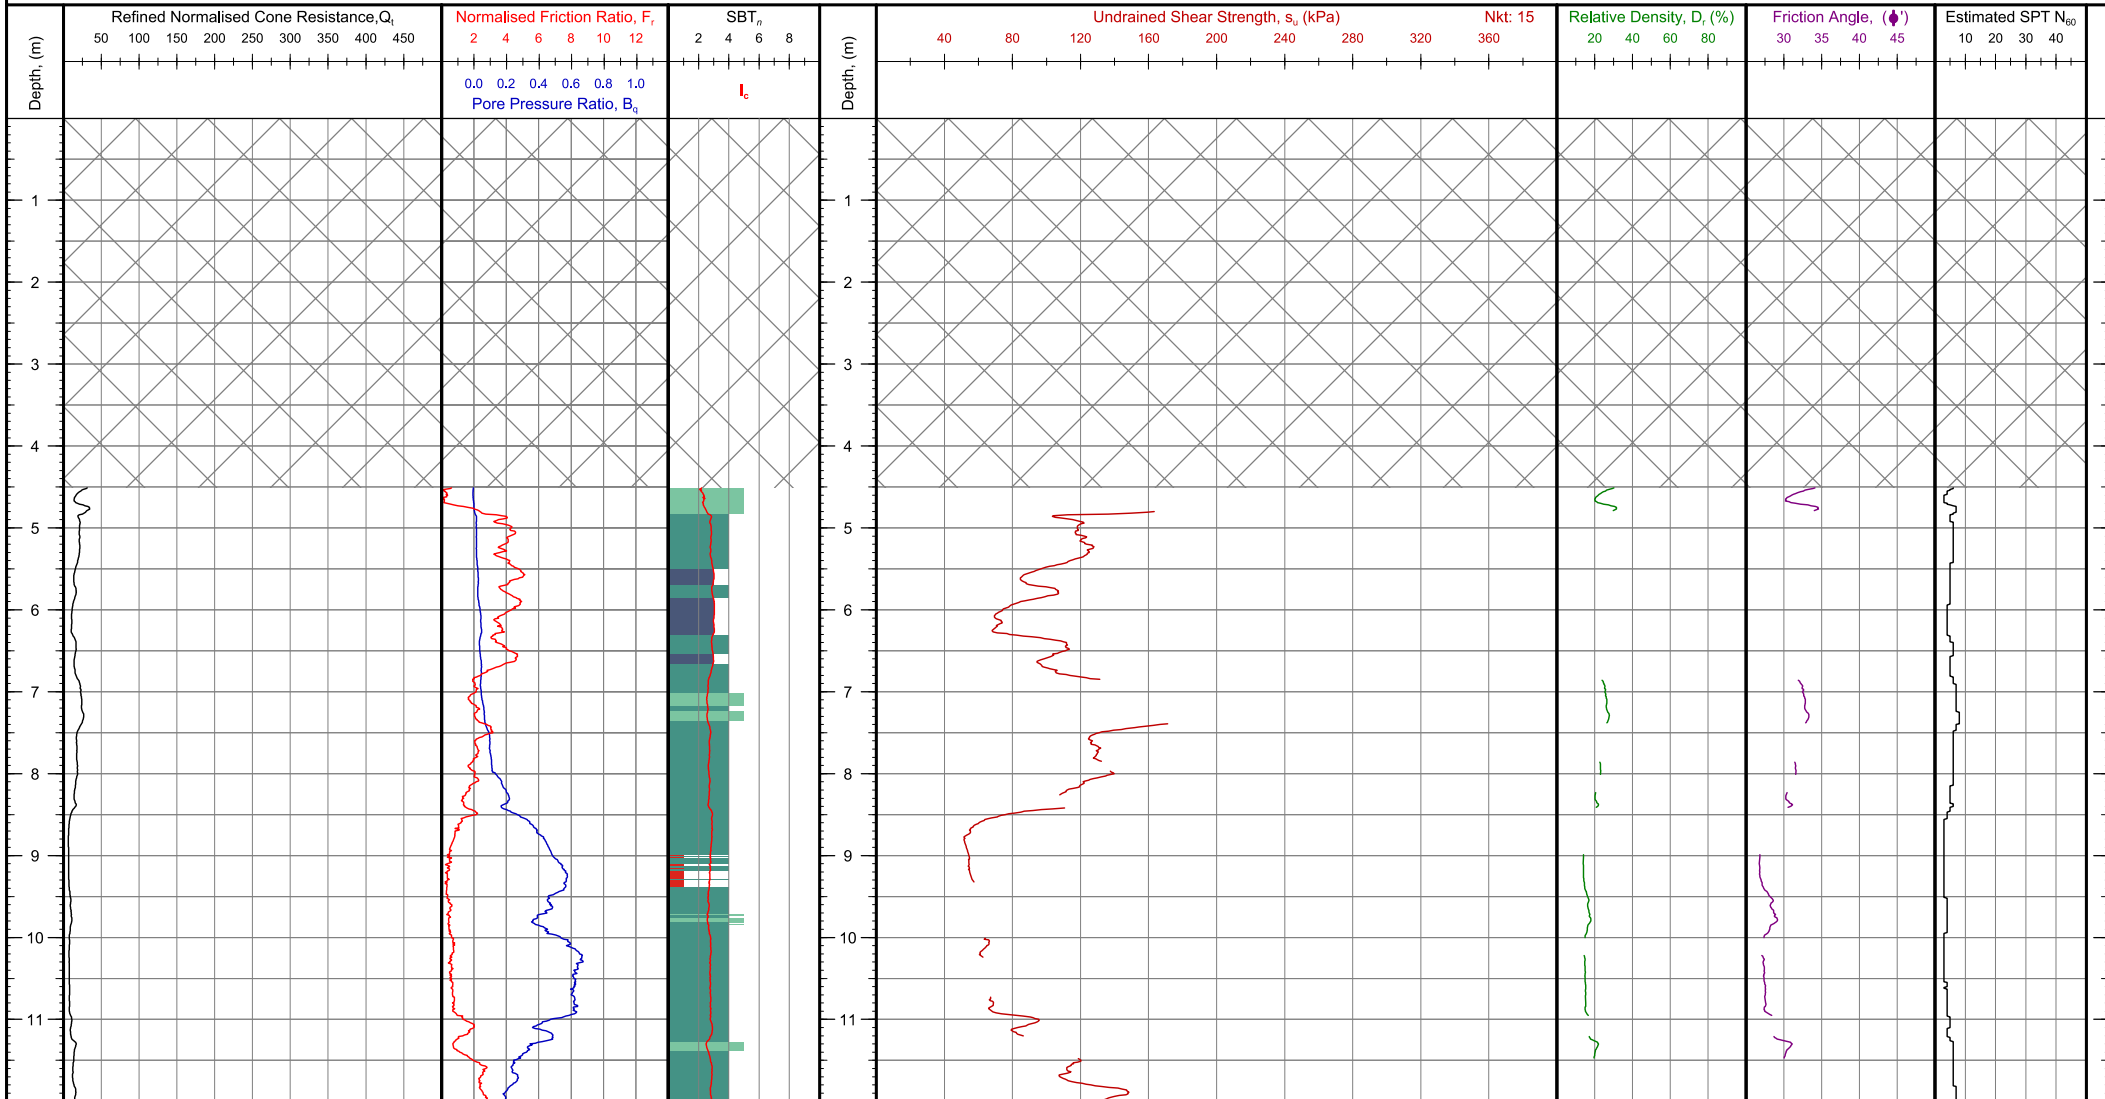 Refined Normalised Cone Resistance,Qt
50 100 150 200 250 300 350 400 450
Normalised Friction Ratio, Fr
2 4 6 8 10 12
0.0 0.2 0.4 0.6 0.8 1.0
Pore Pressure Ratio, Bq
SBTn
2 4 6 8
Ic
Undrained Shear Strength, su (kPa) Nkt: 15
40 80 120 160 200 240 280 320 360
Relative Density, Dr (%)
20 40 60 80
Friction Angle, (ϕ')
30 35 40 45
Estimated SPT N60
10 20 30 40
Depth, (m)
Depth, (m)
1 1
2 2
3 3
4 4
5 5
6 6
7 7
8 8
9 9
10 10
11 11